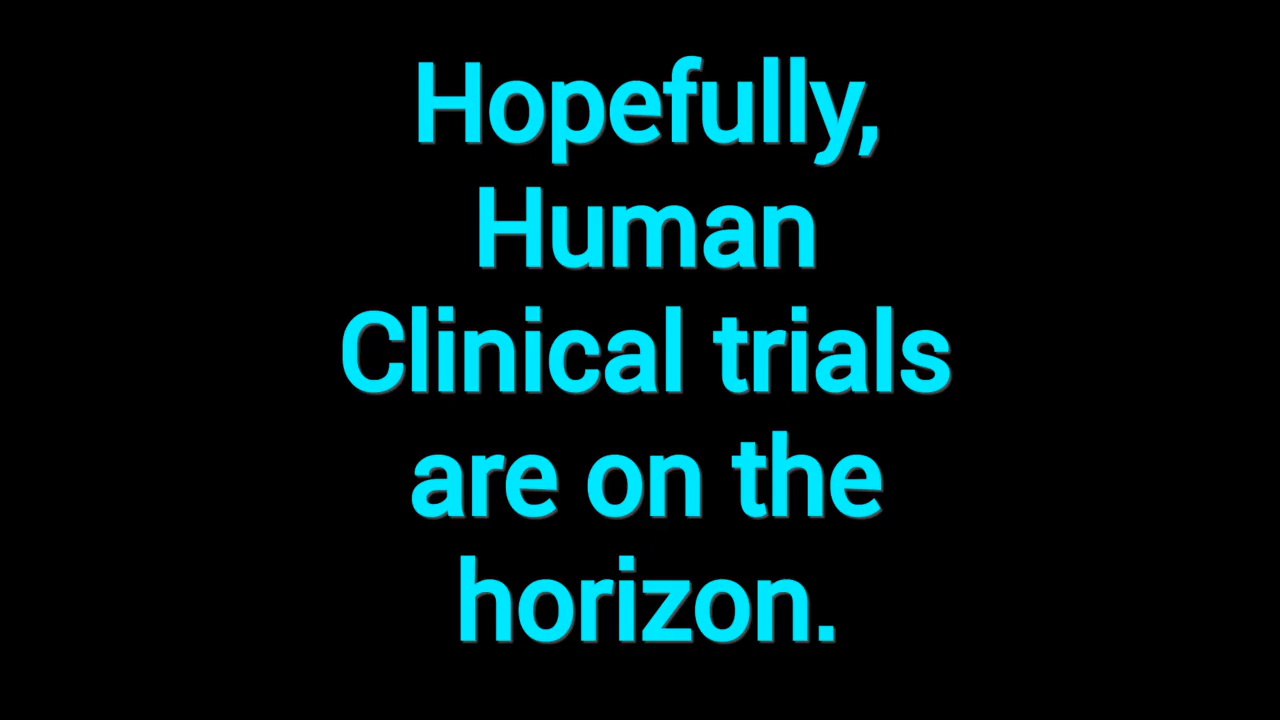 Hopefully,
Human
Clinical trials
are on the
horizon.